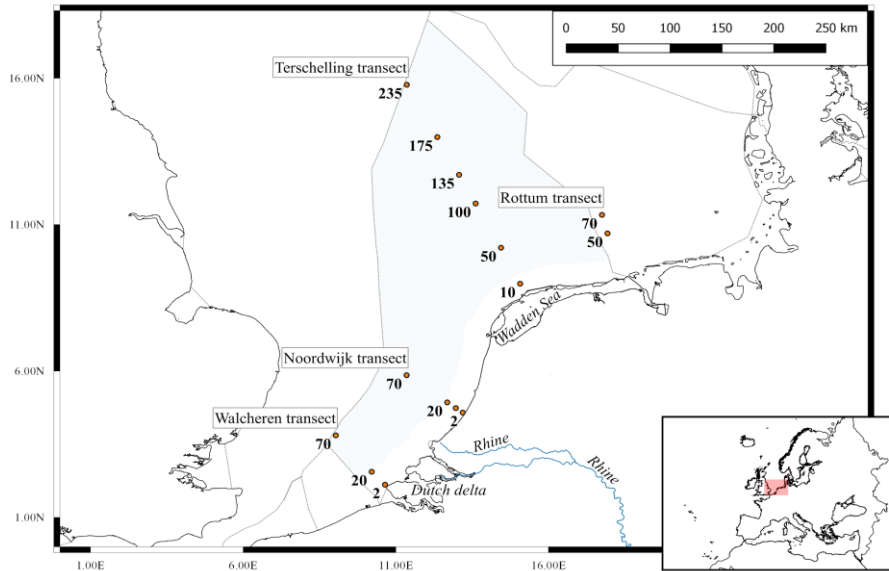 0 50 100 150 200 250 km
Terschelling transect
16.00N
235
175
135
Rottum transect
100
70
11.00N
50
50
10
Wadden Sea
Noordwijk transect
6.00N
70
20
2
Walcheren transect
70
Rhine
Rhine
20
2
Dutch delta
1.00N
1.00E 6.00E 11.00E 16.00E